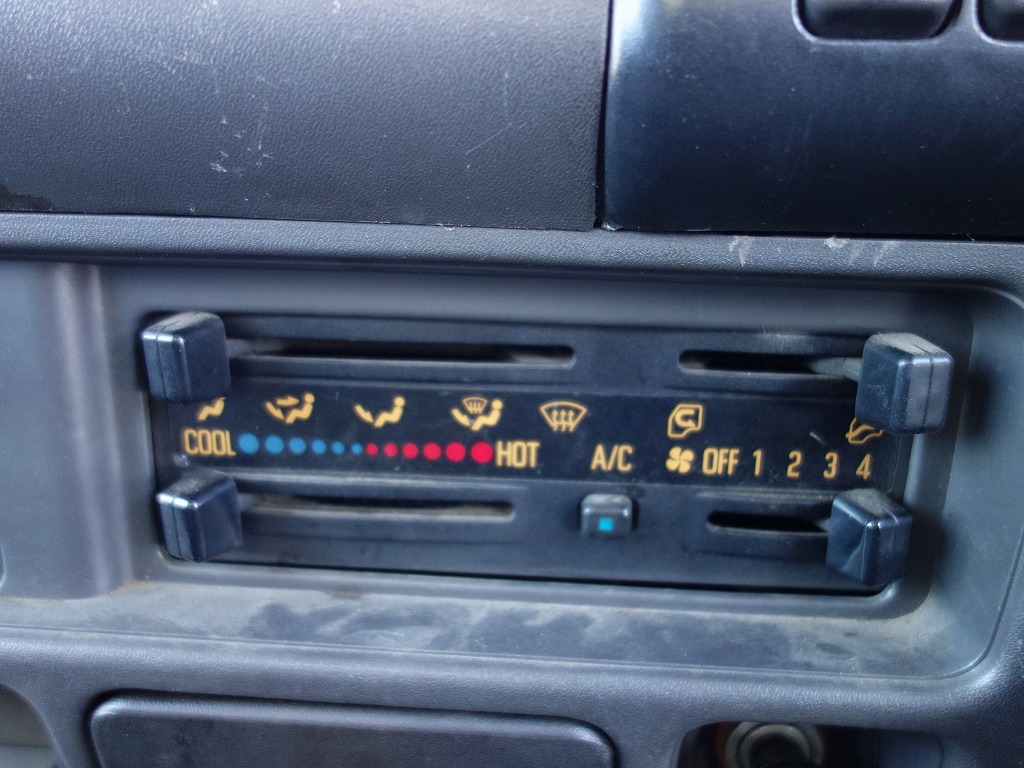 COOL HOT A/C OFF 1 2 3 4